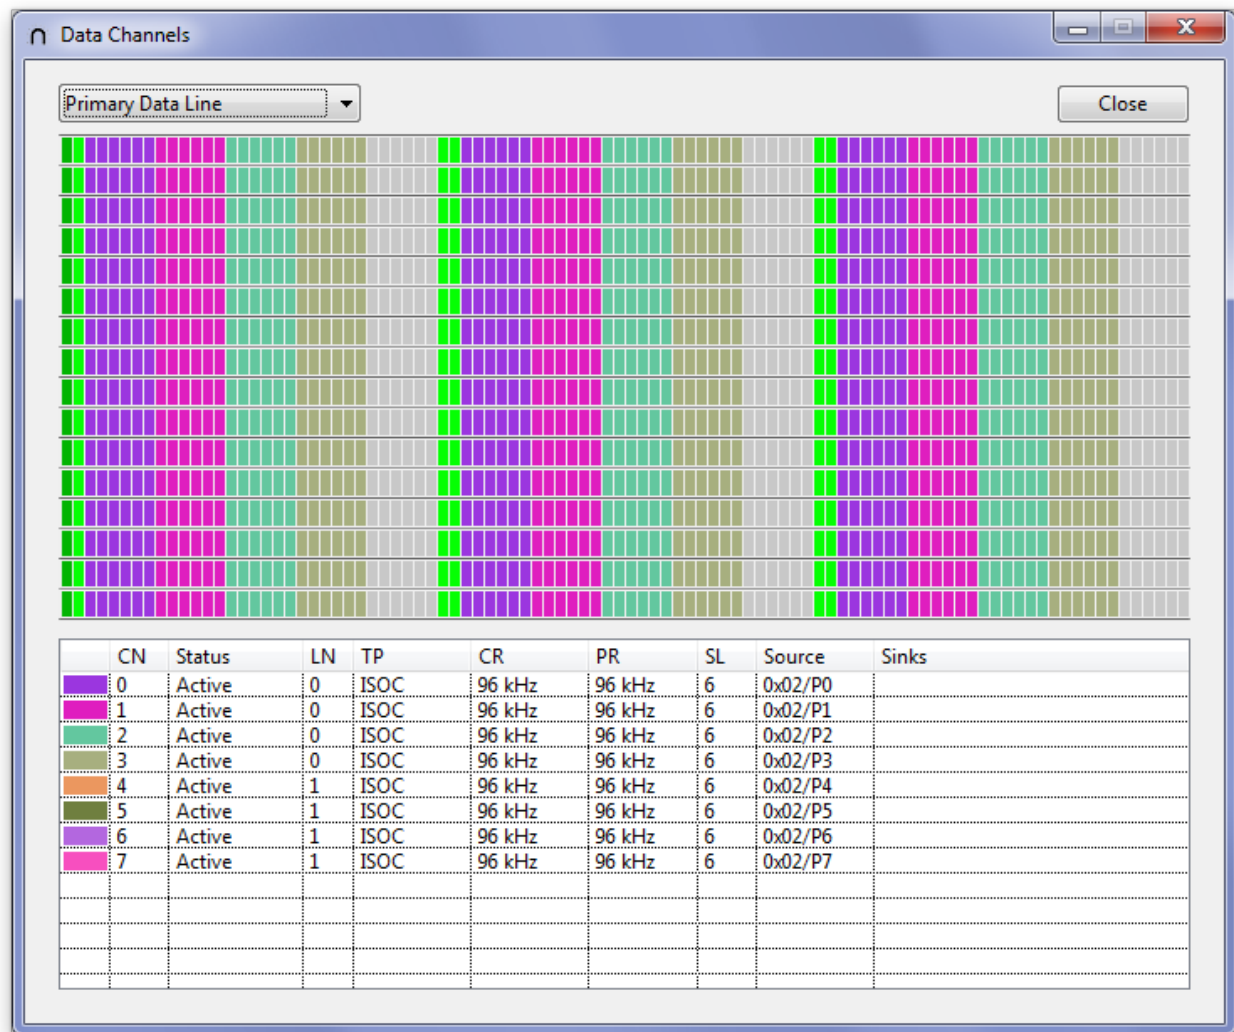 Data Channels
Primary Data Line
Close
CN Status LN TP CR PR SL Source Sinks
0 Active 0 ISOC 96 kHz 96 kHz 6 0x02/P0
1 Active 0 ISOC 96 kHz 96 kHz 6 0x02/P1
2 Active 0 ISOC 96 kHz 96 kHz 6 0x02/P2
3 Active 0 ISOC 96 kHz 96 kHz 6 0x02/P3
4 Active 1 ISOC 96 kHz 96 kHz 6 0x02/P4
5 Active 1 ISOC 96 kHz 96 kHz 6 0x02/P5
6 Active 1 ISOC 96 kHz 96 kHz 6 0x02/P6
7 Active 1 ISOC 96 kHz 96 kHz 6 0x02/P7